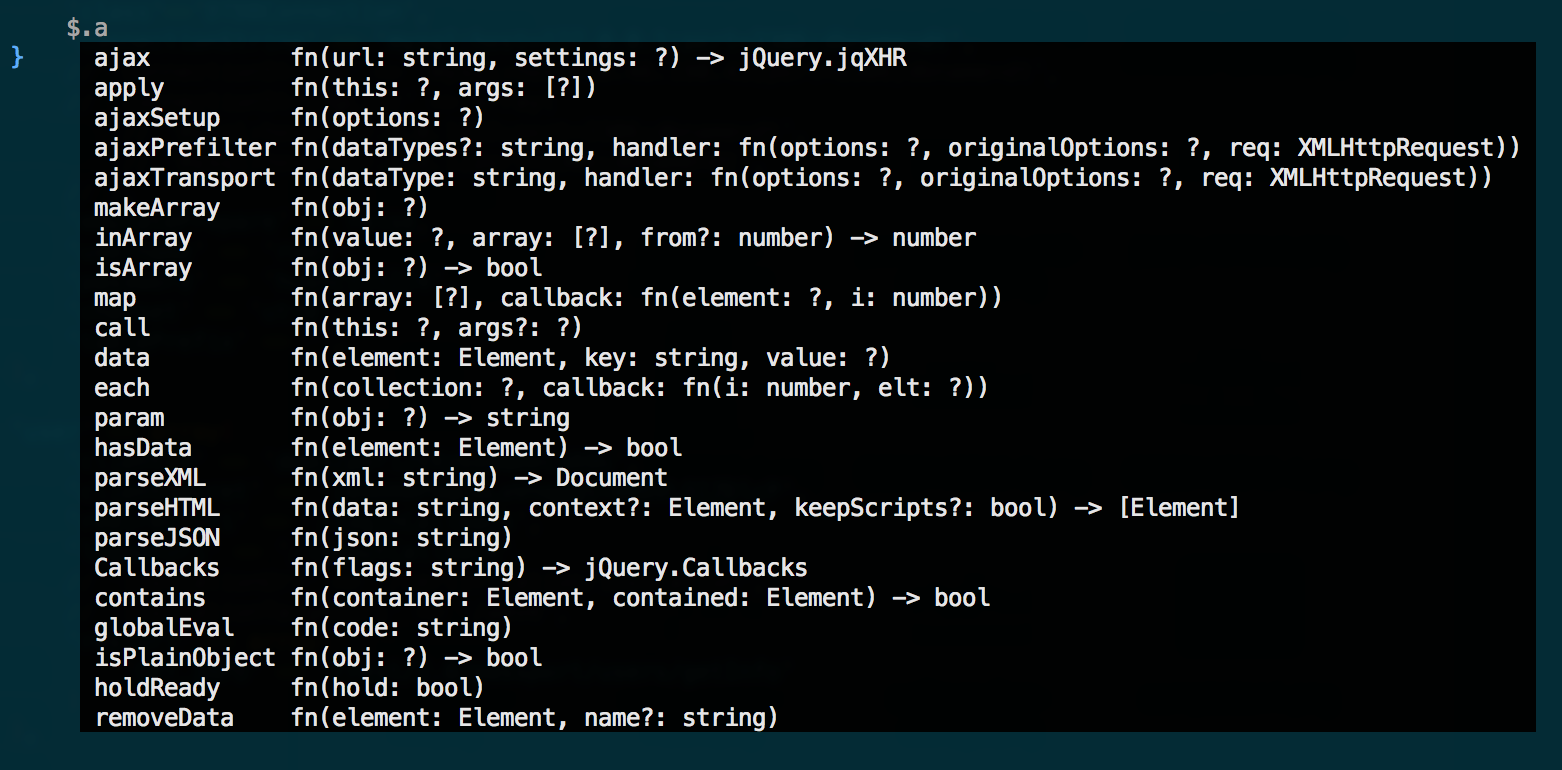 $.a
} ajax fn(url: string, settings: ?) -> jQuery.jqXHR
apply fn(this: ?, args: [?])
ajaxSetup fn(options: ?)
ajaxPrefilter fn(dataTypes?: string, handler: fn(options: ?, originalOptions: ?, req: XMLHttpRequest))
ajaxTransport fn(dataType: string, handler: fn(options: ?, originalOptions: ?, req: XMLHttpRequest))
makeArray fn(obj: ?)
inArray fn(value: ?, array: [?], from?: number) -> number
isArray fn(obj: ?) -> bool
map fn(array: [?], callback: fn(element: ?, i: number))
call fn(this: ?, args?: ?)
data fn(element: Element, key: string, value: ?)
each fn(collection: ?, callback: fn(i: number, elt: ?))
param fn(obj: ?) -> string
hasData fn(element: Element) -> bool
parseXML fn(xml: string) -> Document
parseHTML fn(data: string, context?: Element, keepScripts?: bool) -> [Element]
parseJSON fn(json: string)
Callbacks fn(flags: string) -> jQuery.Callbacks
contains fn(container: Element, contained: Element) -> bool
globalEval fn(code: string)
isPlainObject fn(obj: ?) -> bool
holdReady fn(hold: bool)
removeData fn(element: Element, name?: string)